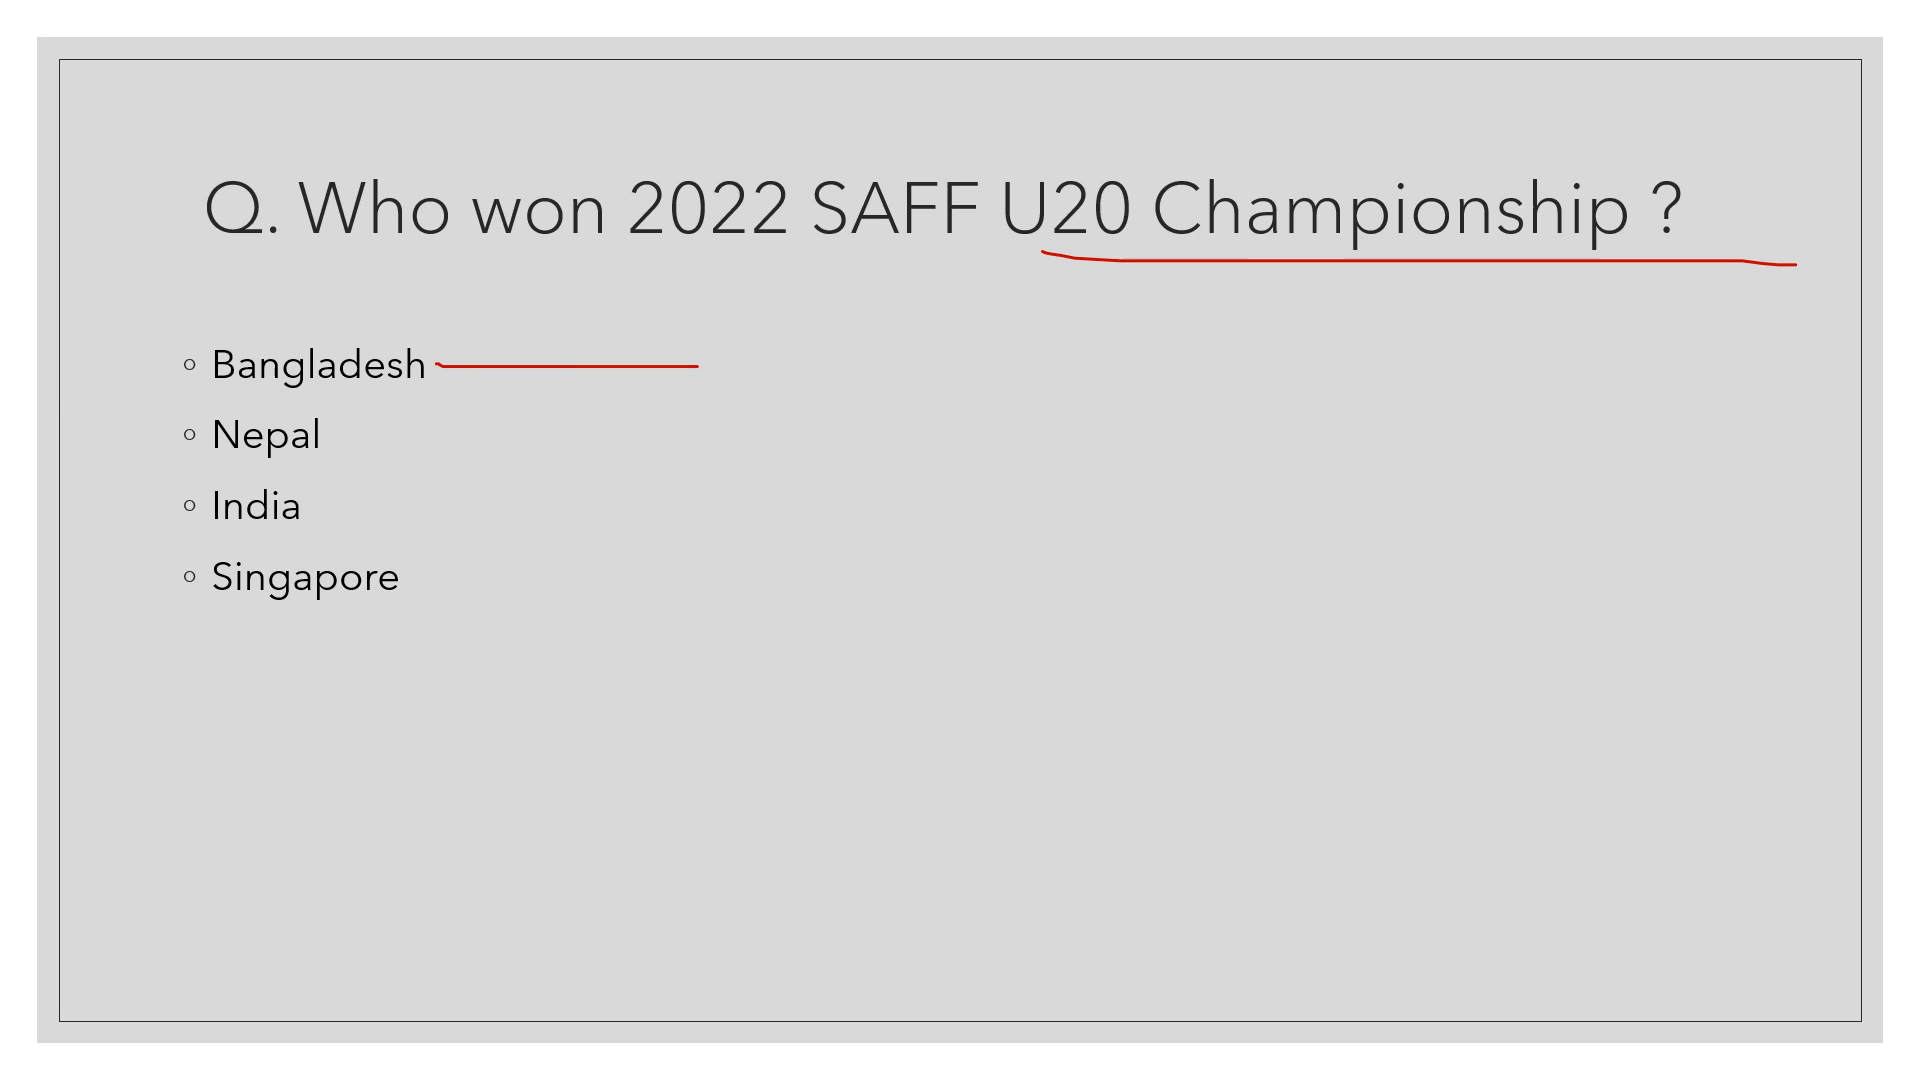 Q. Who won 2022 SAFF U20 Championship ?
◦ Bangladesh
◦ Nepal
◦ India
◦ Singapore